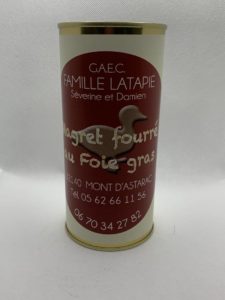 G.A.E.C.
FAMILLE LATAPIE
Séverine et Damien
magret fourré
au Foie gras
MONT D'ASTARAC
Tél. 05 62 66 11 56
06 70 34 27 82